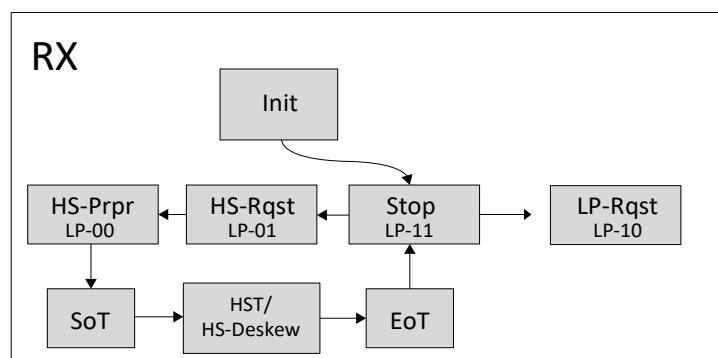 RX
Init
HS-Prpr
LP-00
HS-Rqst
LP-01
Stop
LP-11
LP-Rqst
LP-10
SoT
HST/
HS-Deskew
EoT